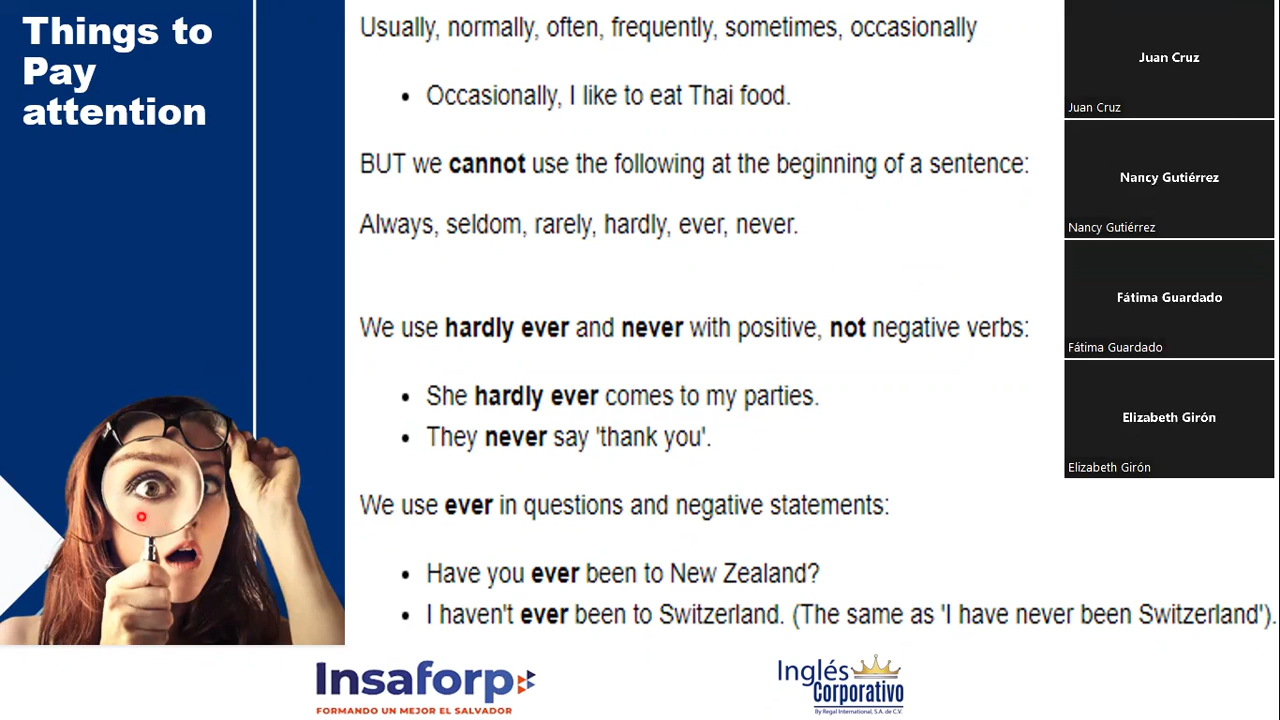 Things to
Pay
attention
Usually, normally, often, frequently, sometimes, occasionally
• Occasionally, I like to eat Thai food.
BUT we cannot use the following at the beginning of a sentence:
Always, seldom, rarely, hardly, ever, never.
We use hardly ever and never with positive, not negative verbs:
• She hardly ever comes to my parties.
• They never say 'thank you'.
We use ever in questions and negative statements:
• Have you ever been to New Zealand?
• I haven't ever been to Switzerland. (The same as 'I have never been Switzerland').
Juan Cruz
Juan Cruz
Nancy Gutiérrez
Nancy Gutiérrez
Fátima Guardado
Fátima Guardado
Elizabeth Girón
Elizabeth Girón
Insaforp
FORMANDO UN MEJOR EL SALVADOR
Inglés
Corporativo
By Regal International, S.A. de C.V.